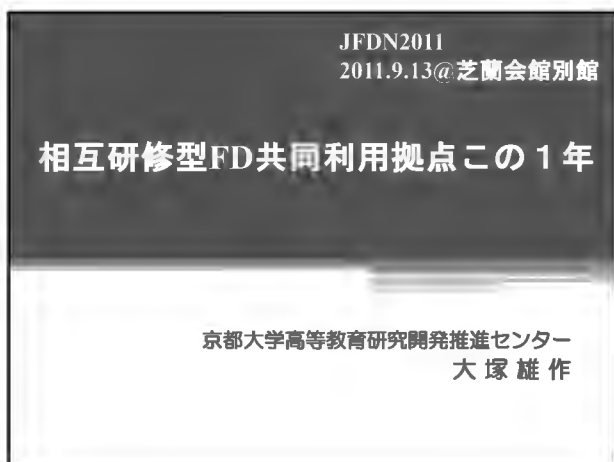 JFDN2011
2011.9.13@芝蘭会館別館
相互研修型FD共同利用拠点この１年
京都大学高等教育研究開発推進センター
大塚雄作